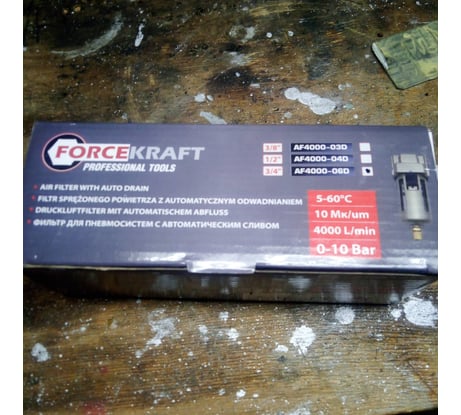 FORCEKRAFT
PROFESSIONAL TOOLS
3/8" AF4000-03D
1/2" AF4000-04D
3/4" AF4000-06D
• AIR FILTER WITH AUTO DRAIN
• FILTR SPRĘŻONEGO POWIETRZA Z AUTOMATYCZNYM ODWADNIANIEM
• DRUCKLUFTFILTER MIT AUTOMATISCHEM ABFLUSS
• ФИЛЬТР ДЛЯ ПНЕВМОСИСТЕМ С АВТОМАТИЧЕСКИМ СЛИВОМ
5-60°C
10 Мк/um
4000 L/min
0-10 Bar